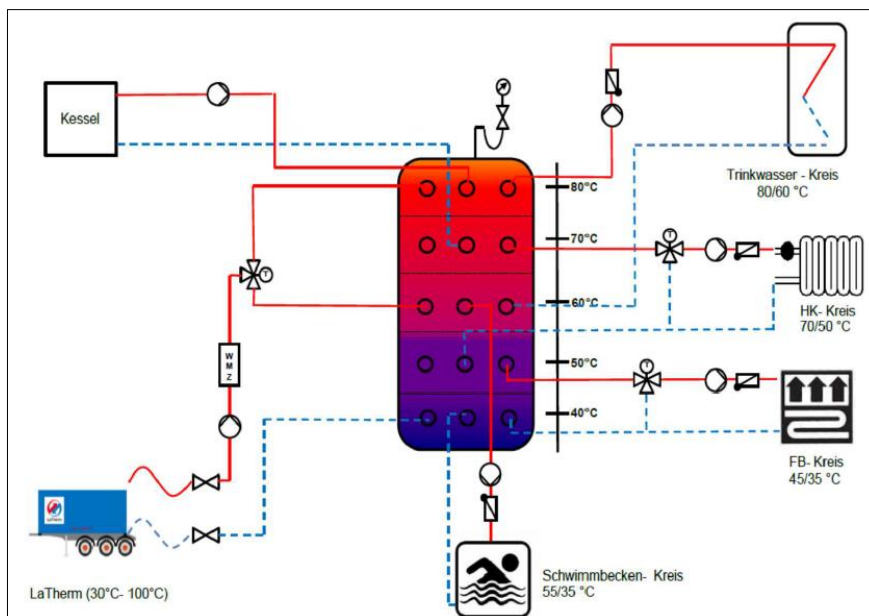 Kessel
Trinkwasser - Kreis
80/60 °C
80°C
70°C
T
60°C
T
HK- Kreis
70/50 °C
W
M
Z
50°C
T
40°C
FB- Kreis
45/35 °C
LaTherm (30°C- 100°C)
Schwimmbecken- Kreis
55/35 °C